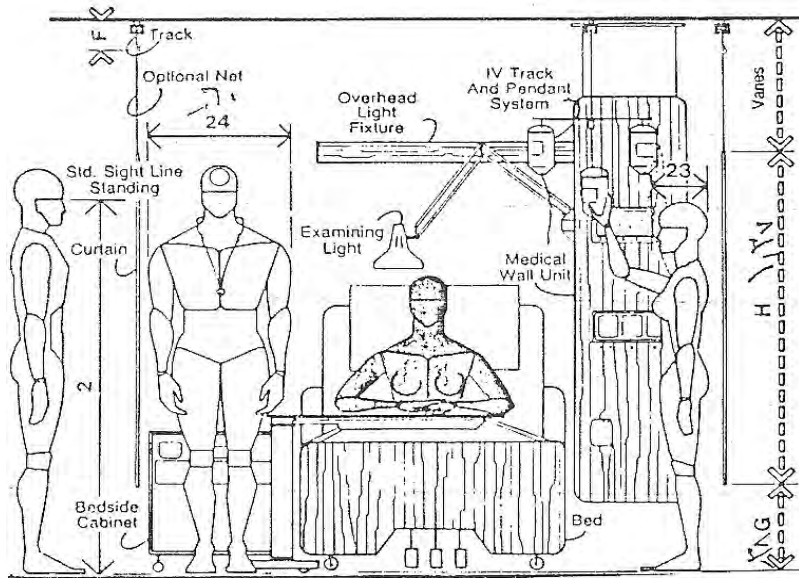 F
Track
Optional Net
24
Std. Sight Line
Standing
Curtain
2
Bedside
Cabinet
Overhead
Light
Fixture
Examining
Light
IV Track
And Pendant
System
Medical
Wall Unit
23
Bed
Vanes
H
G